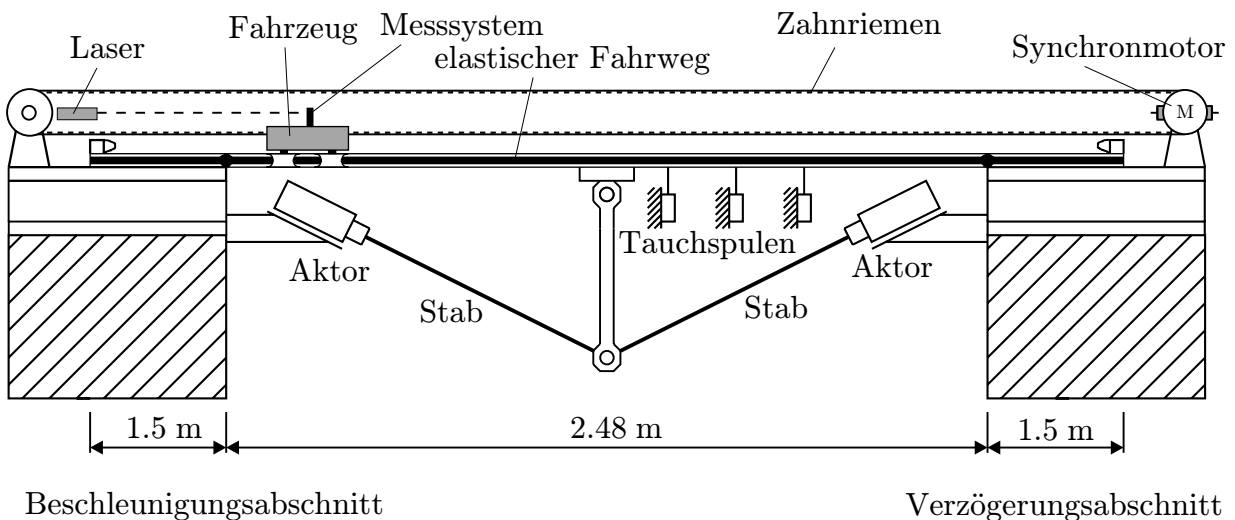 Laser
Fahrzeug
Messsystem
elastischer Fahrweg
Zahnriemen
Synchronmotor
M
Tauchspulen
Aktor
Aktor
Stab
Stab
1.5 m
2.48 m
1.5 m
Beschleunigungsabschnitt
Verzögerungsabschnitt